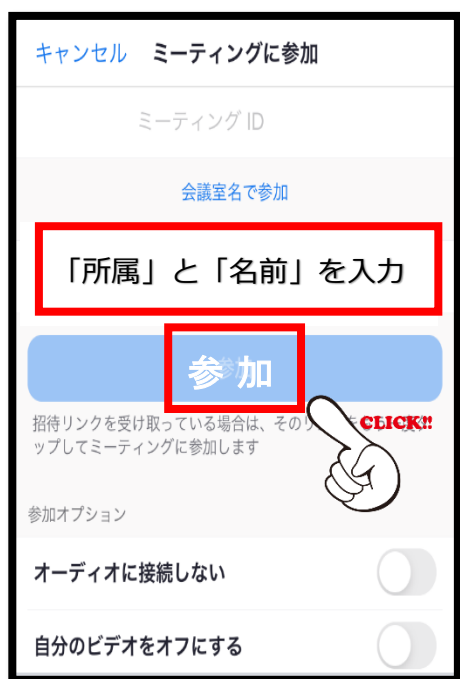 キャンセル ミーティングに参加
ミーティング ID
会議室名で参加
「所属」と「名前」を入力
参加
招待リンクを受け取っている場合は、そのリ
CLICK!!
ップしてミーティングに参加します
参加オプション
オーディオに接続しない
自分のビデオをオフにする